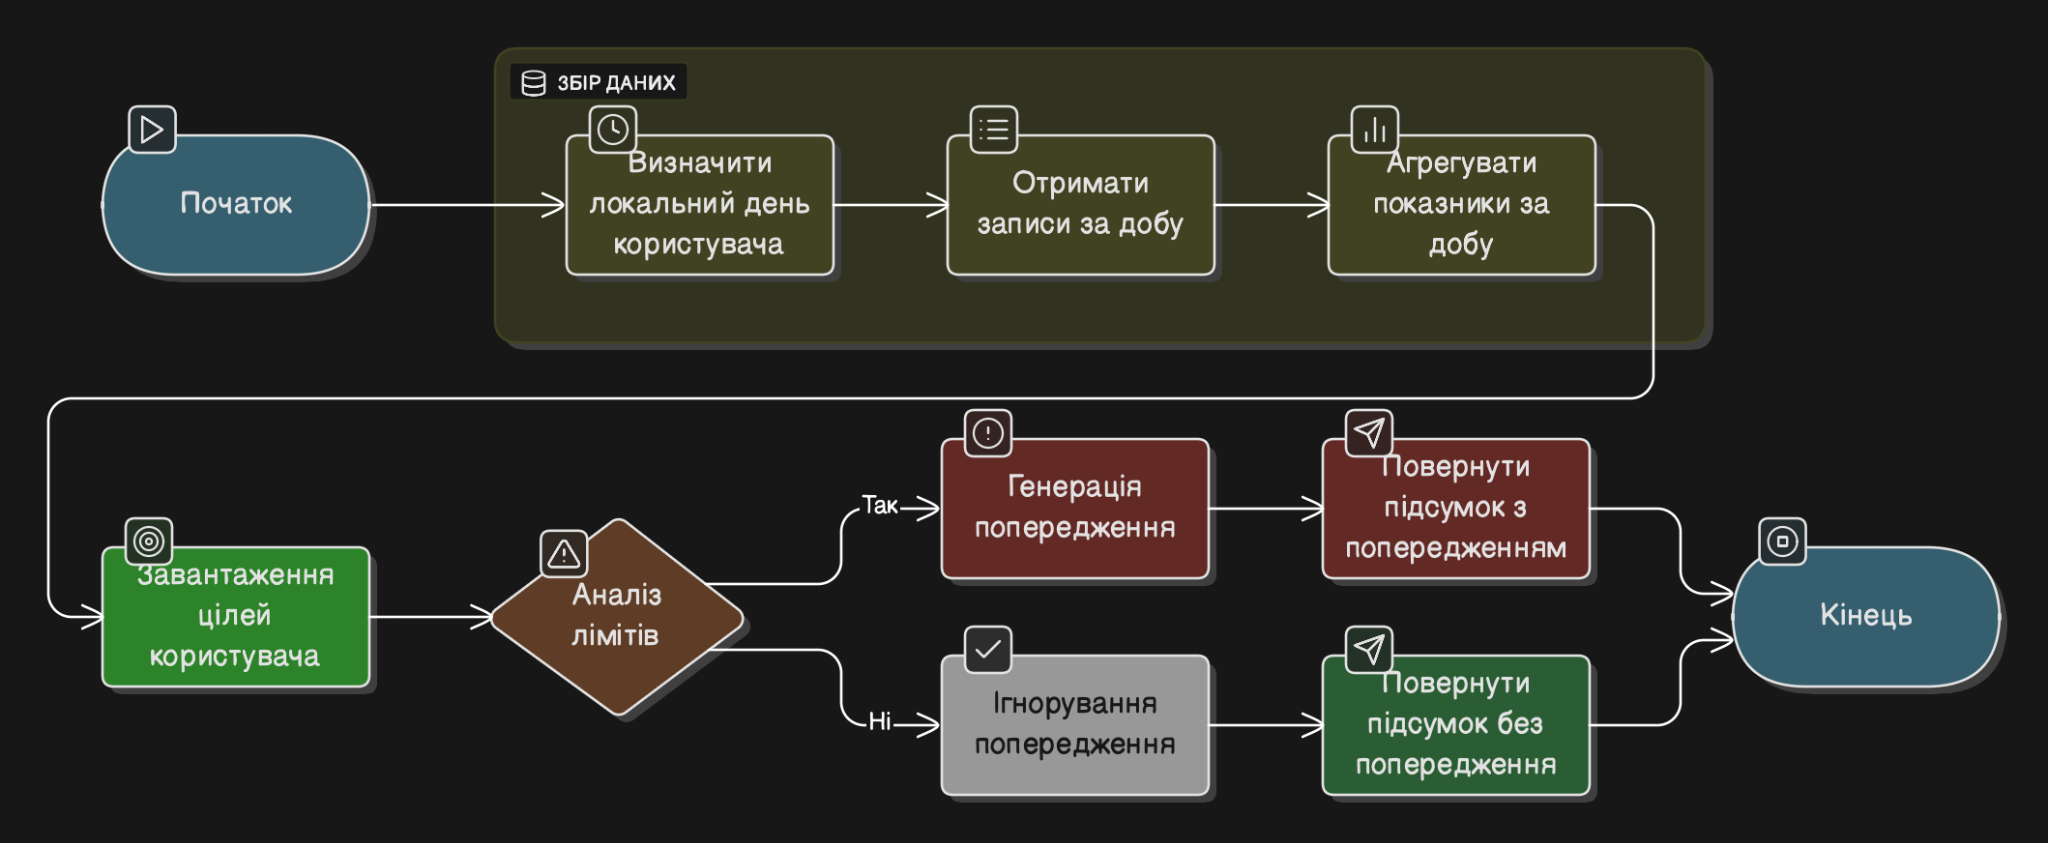 ЗБІР ДАНИХ
Початок
Визначити
локальний день
користувача
Отримати
записи за добу
Агрегувати
показники за
добу
Завантаження
цілей
користувача
Аналіз
лімітів
Так
Генерація
попередження
Повернути
підсумок з
попередженням
Ні
Ігнорування
попередження
Повернути
підсумок без
попередження
Кінець